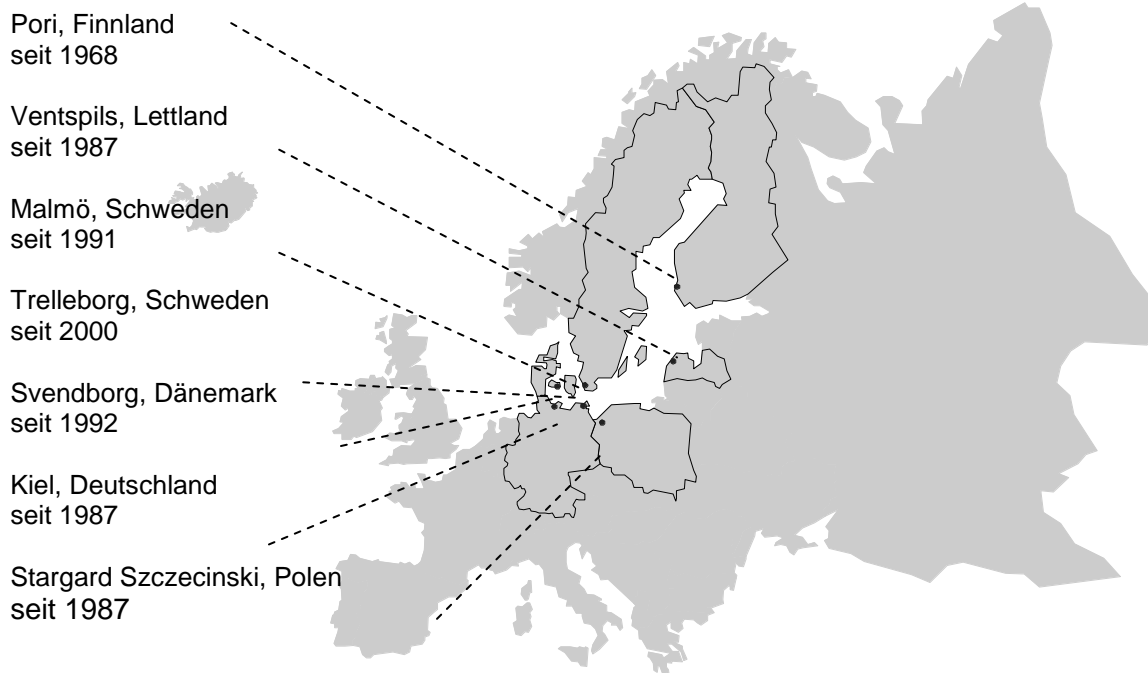 Pori, Finnland
seit 1968
Ventspils, Lettland
seit 1987
Malmö, Schweden
seit 1991
Trelleborg, Schweden
seit 2000
Svendborg, Dänemark
seit 1992
Kiel, Deutschland
seit 1987
Stargard Szczecinski, Polen
seit 1987